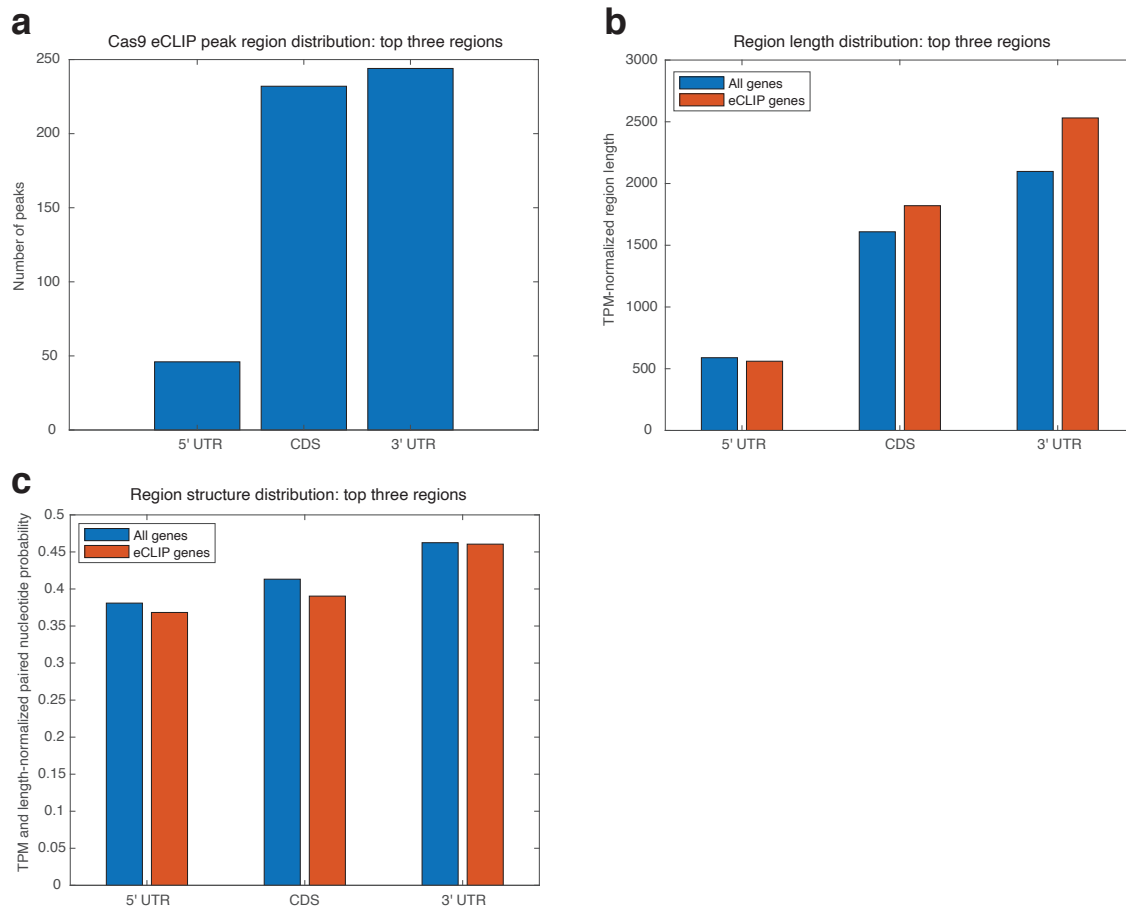 a
Cas9 eCLIP peak region distribution: top three regions
Number of peaks
250
200
150
100
50
0
5' UTR CDS 3' UTR
b
Region length distribution: top three regions
TPM-normalized region length
3000
2500
2000
1500
1000
500
0
All genes
eCLIP genes
5' UTR CDS 3' UTR
c
Region structure distribution: top three regions
TPM and length-normalized paired nucleotide probability
0.5
0.45
0.4
0.35
0.3
0.25
0.2
0.15
0.1
0.05
0
All genes
eCLIP genes
5' UTR CDS 3' UTR